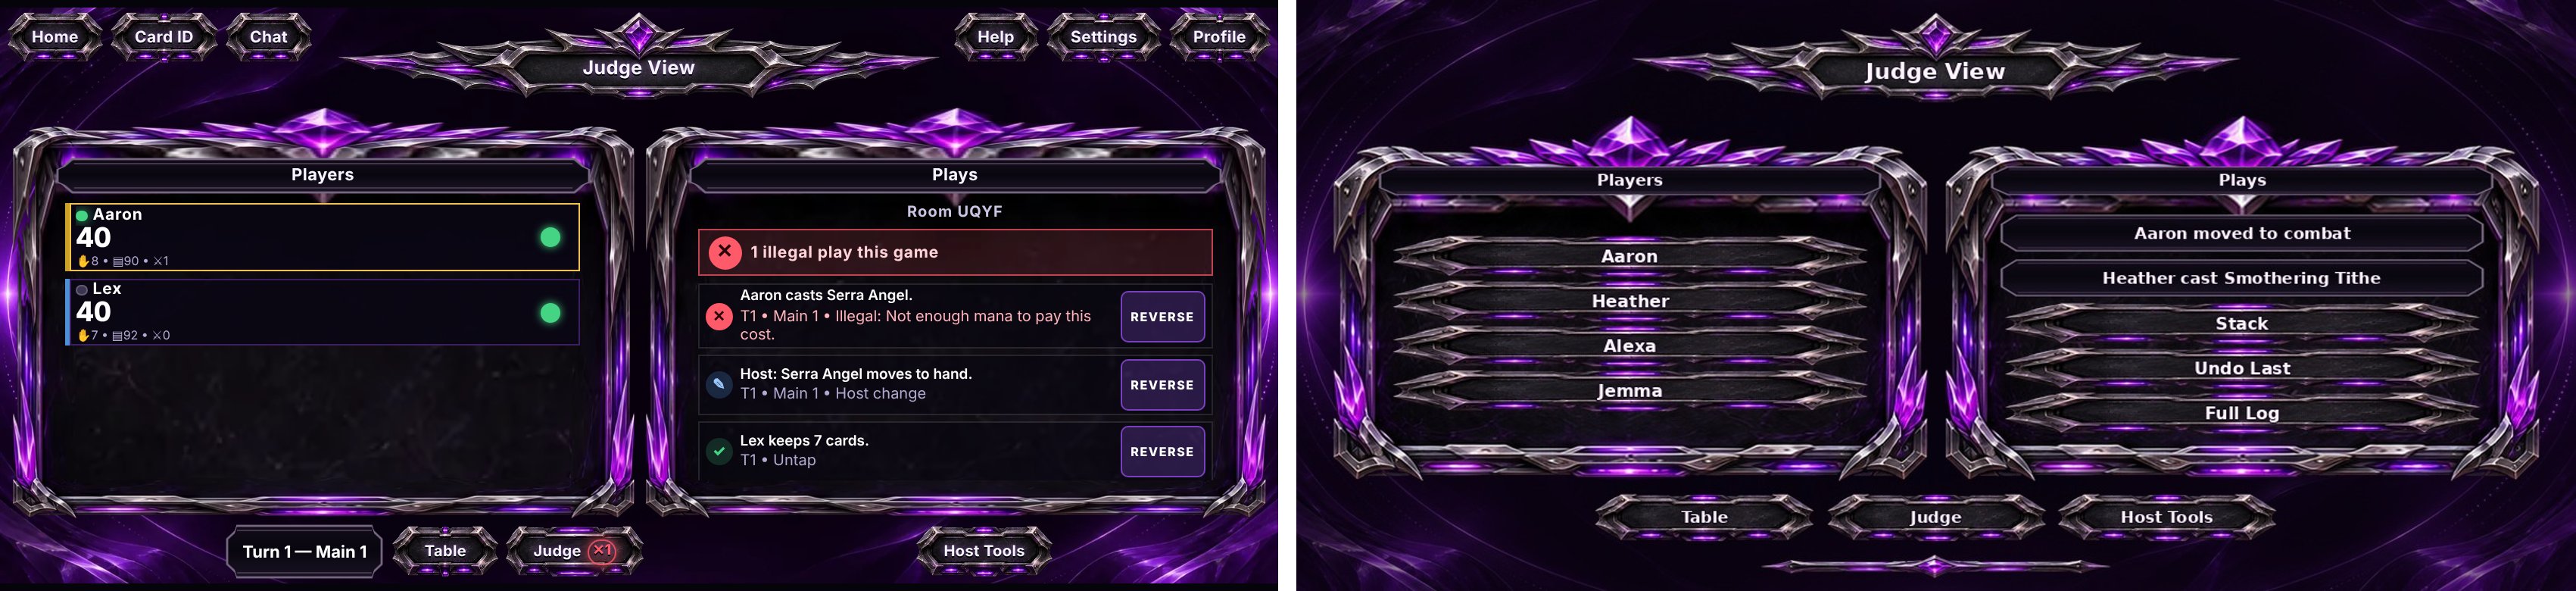 Home
Card ID
Chat
Judge View
Help
Settings
Profile
Players
Aaron
40
8 • 90 • 1
Lex
40
7 • 92 • 0
Plays
Room UQYF
1 illegal play this game
Aaron casts Serra Angel.
T1 • Main 1 • Illegal: Not enough mana to pay this
cost.
REVERSE
Host: Serra Angel moves to hand.
T1 • Main 1 • Host change
REVERSE
Lex keeps 7 cards.
T1 • Untap
REVERSE
Turn 1 — Main 1
Table
Judge ×1
Host Tools
Judge View
Players
Aaron
Heather
Alexa
Jemma
Plays
Aaron moved to combat
Heather cast Smothering Tithe
Stack
Undo Last
Full Log
Table
Judge
Host Tools